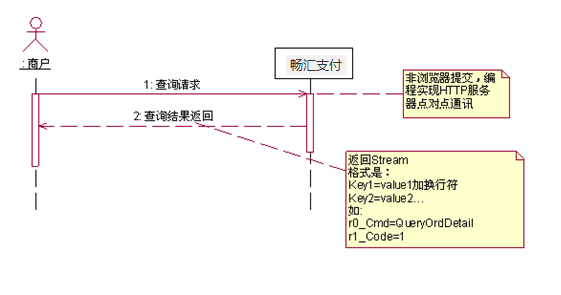 : 商户
畅汇支付
1: 查询请求
非浏览器提交，编
程实现HTTP服务
器点对点通讯
2: 查询结果返回
返回Stream
格式是：
Key1=value1加换行符
Key2=value2...
如:
r0_Cmd=QueryOrdDetail
r1_Code=1